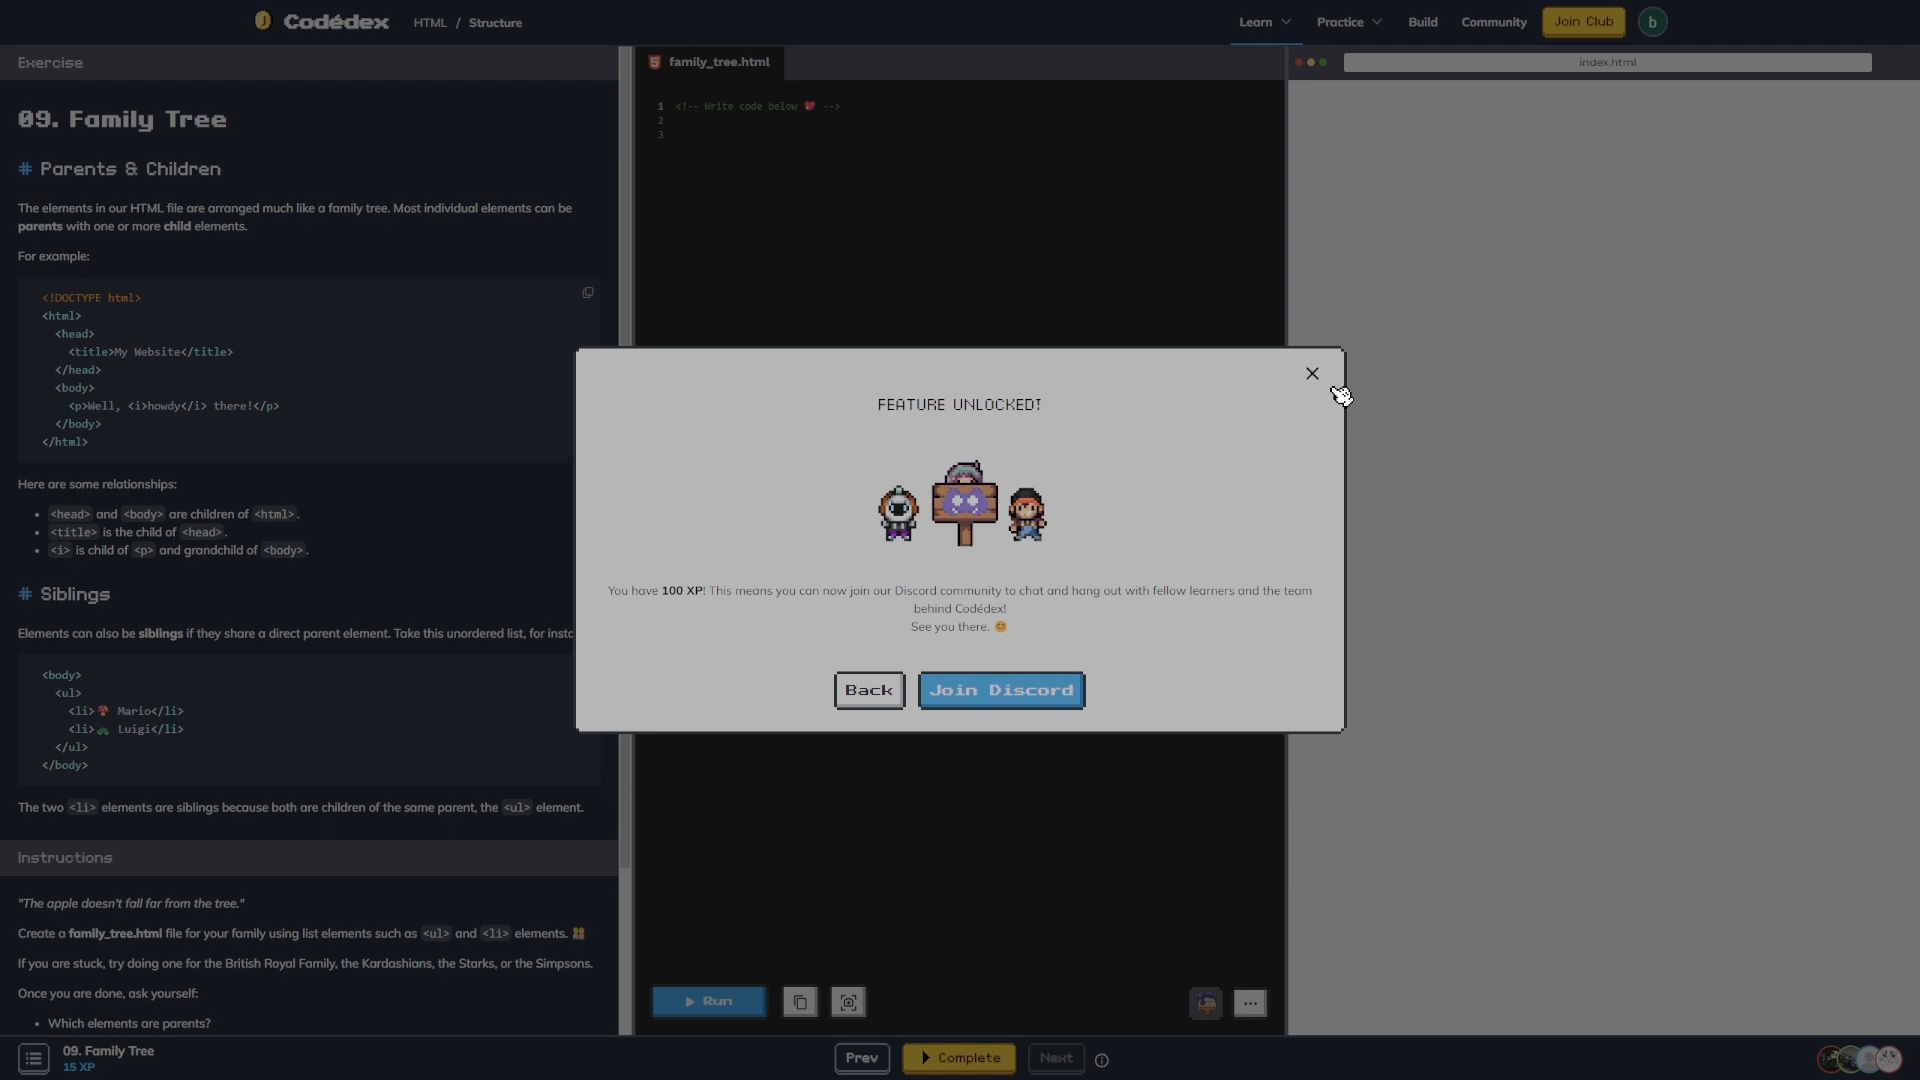 Codédex
HTML / Structure
Learn
Practice
Build
Community
Join Club
b
Exercise
09. Family Tree
# Parents & Children
The elements in our HTML file are arranged much like a family tree. Most individual elements can be
parents with one or more child elements.
For example:
<!DOCTYPE html>
<html>
<head>
<title>My Website</title>
</head>
<body>
<p>Well, <i>howdy</i> there!</p>
</body>
</html>
Here are some relationships:
• <head> and <body> are children of <html>.
• <title> is the child of <head>.
• <i> is child of <p> and grandchild of <body>.
# Siblings
Elements can also be siblings if they share a direct parent element. Take this unordered list, for insta
<body>
<ul>
<li>🍄 Mario</li>
<li>🐢 Luigi</li>
</ul>
</body>
The two <li> elements are siblings because both are children of the same parent, the <ul> element.
Instructions
"The apple doesn't fall far from the tree."
Create a family_tree.html file for your family using list elements such as <ul> and <li> elements. 👥
If you are stuck, try doing one for the British Royal Family, the Kardashians, the Starks, or the Simpsons.
Once you are done, ask yourself:
• Which elements are parents?
family_tree.html
1 <!-- Write code below 💖 -->
2
3
index.html
FEATURE UNLOCKED!
You have 100 XP! This means you can now join our Discord community to chat and hang out with fellow learners and the team
behind Codédex!
See you there. 😊
Back
Join Discord
Run
09. Family Tree
15 XP
Prev
Complete
Next